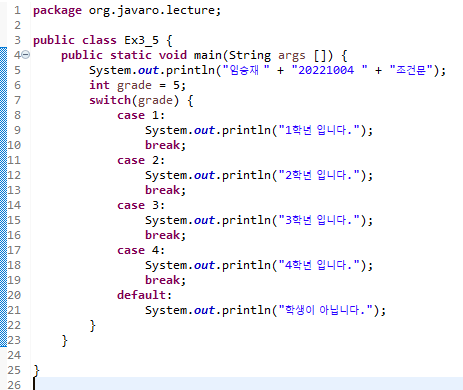 1 package org.javaro.lecture;
2
3 public class Ex3_5 {
4     public static void main(String args []) {
5         System.out.println("임승재 " + "20221004 " + "조건문");
6         int grade = 5;
7         switch(grade) {
8             case 1:
9                 System.out.println("1학년 입니다.");
10                 break;
11             case 2:
12                 System.out.println("2학년 입니다.");
13                 break;
14             case 3:
15                 System.out.println("3학년 입니다.");
16                 break;
17             case 4:
18                 System.out.println("4학년 입니다.");
19                 break;
20             default:
21                 System.out.println("학생이 아닙니다.");
22         }
23     }
24
25 }
26